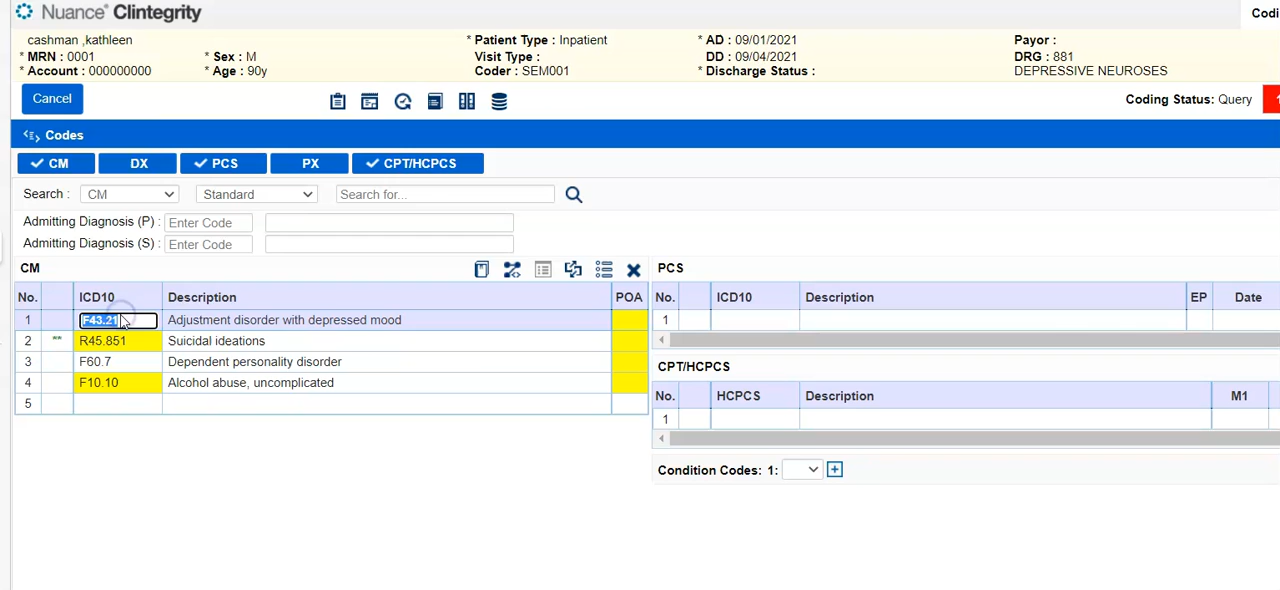 Nuance® Clintegrity
Codi
cashman ,kathleen
* Patient Type : Inpatient
* AD : 09/01/2021
Payor :
* MRN : 0001
* Sex : M
Visit Type :
DD : 09/04/2021
DRG : 881
* Account : 000000000
* Age : 90y
Coder : SEM001
* Discharge Status :
DEPRESSIVE NEUROSES
Cancel
Coding Status: Query
Codes
CM
DX
PCS
PX
CPT/HCPCS
Search :
CM
Standard
Search for...
Admitting Diagnosis (P) :
Enter Code
Admitting Diagnosis (S) :
Enter Code
CM
No. ICD10 Description POA
1 F43.21 Adjustment disorder with depressed mood
2 ** R45.851 Suicidal ideations
3 F60.7 Dependent personality disorder
4 F10.10 Alcohol abuse, uncomplicated
5
PCS
No. ICD10 Description EP Date
1
CPT/HCPCS
No. HCPCS Description M1
1
Condition Codes: 1: